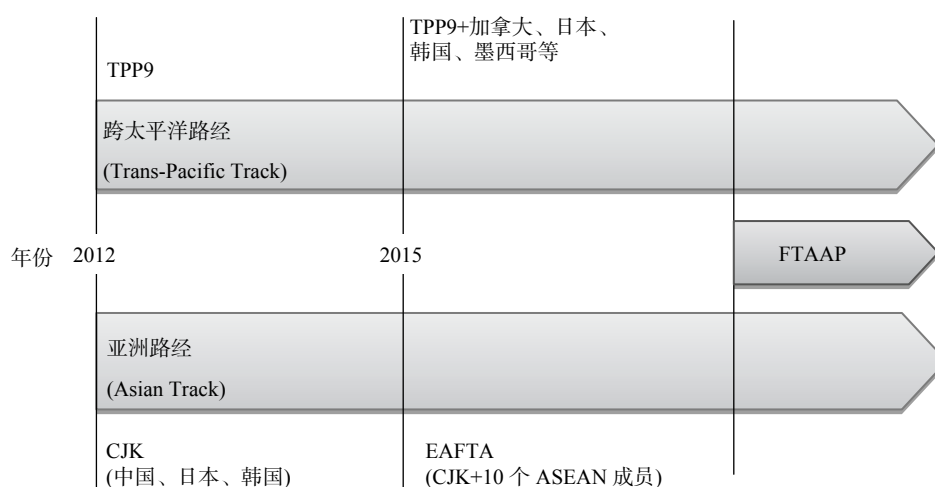 TPP9
TPP9+加拿大、日本、
韩国、墨西哥等
跨太平洋路经
(Trans-Pacific Track)
年份
2012
2015
FTAAP
亚洲路经
(Asian Track)
CJK
(中国、日本、韩国)
EAFTA
(CJK+10 个 ASEAN 成员)